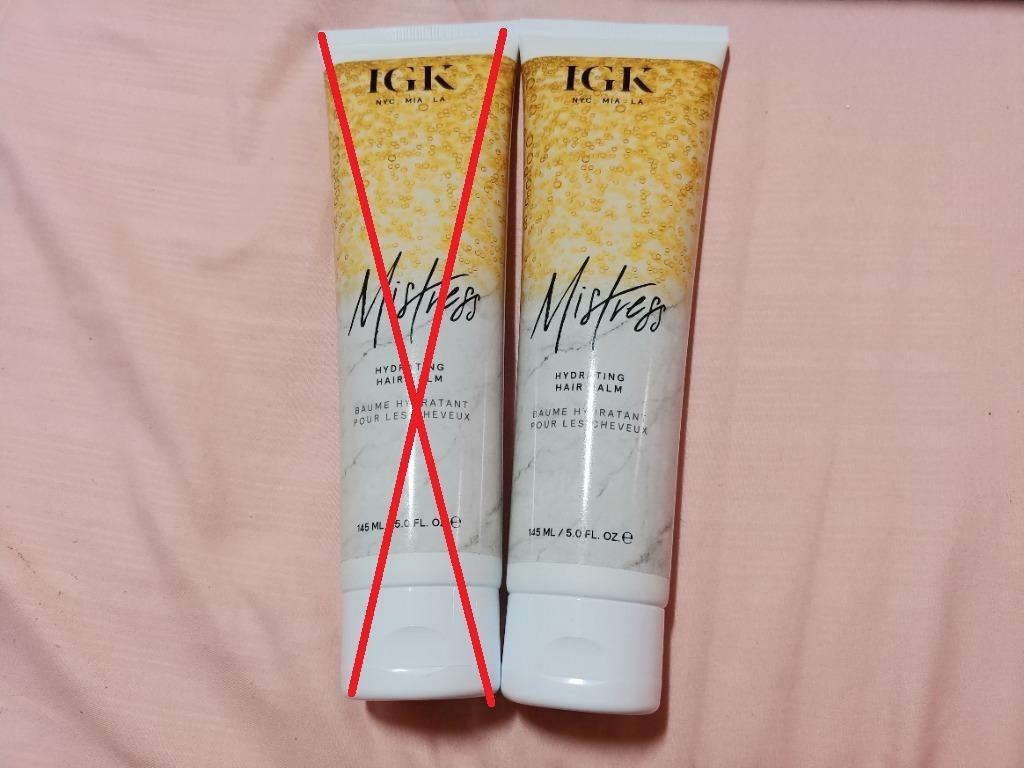 IGK
NYC MIA LA
Mistress
HYDRATING
HAIR BALM
BAUME HYDRATANT
POUR LES CHEVEUX
145 ML / 5.0 FL. OZ. ℮
IGK
NYC MIA LA
Mistress
HYDRATING
HAIR BALM
BAUME HYDRATANT
POUR LES CHEVEUX
145 ML / 5.0 FL. OZ. ℮